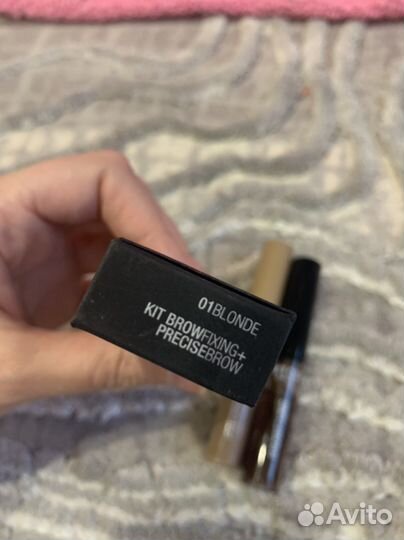 01BLONDE
KIT BROWFIXING+
PRECISEBROW
Avito